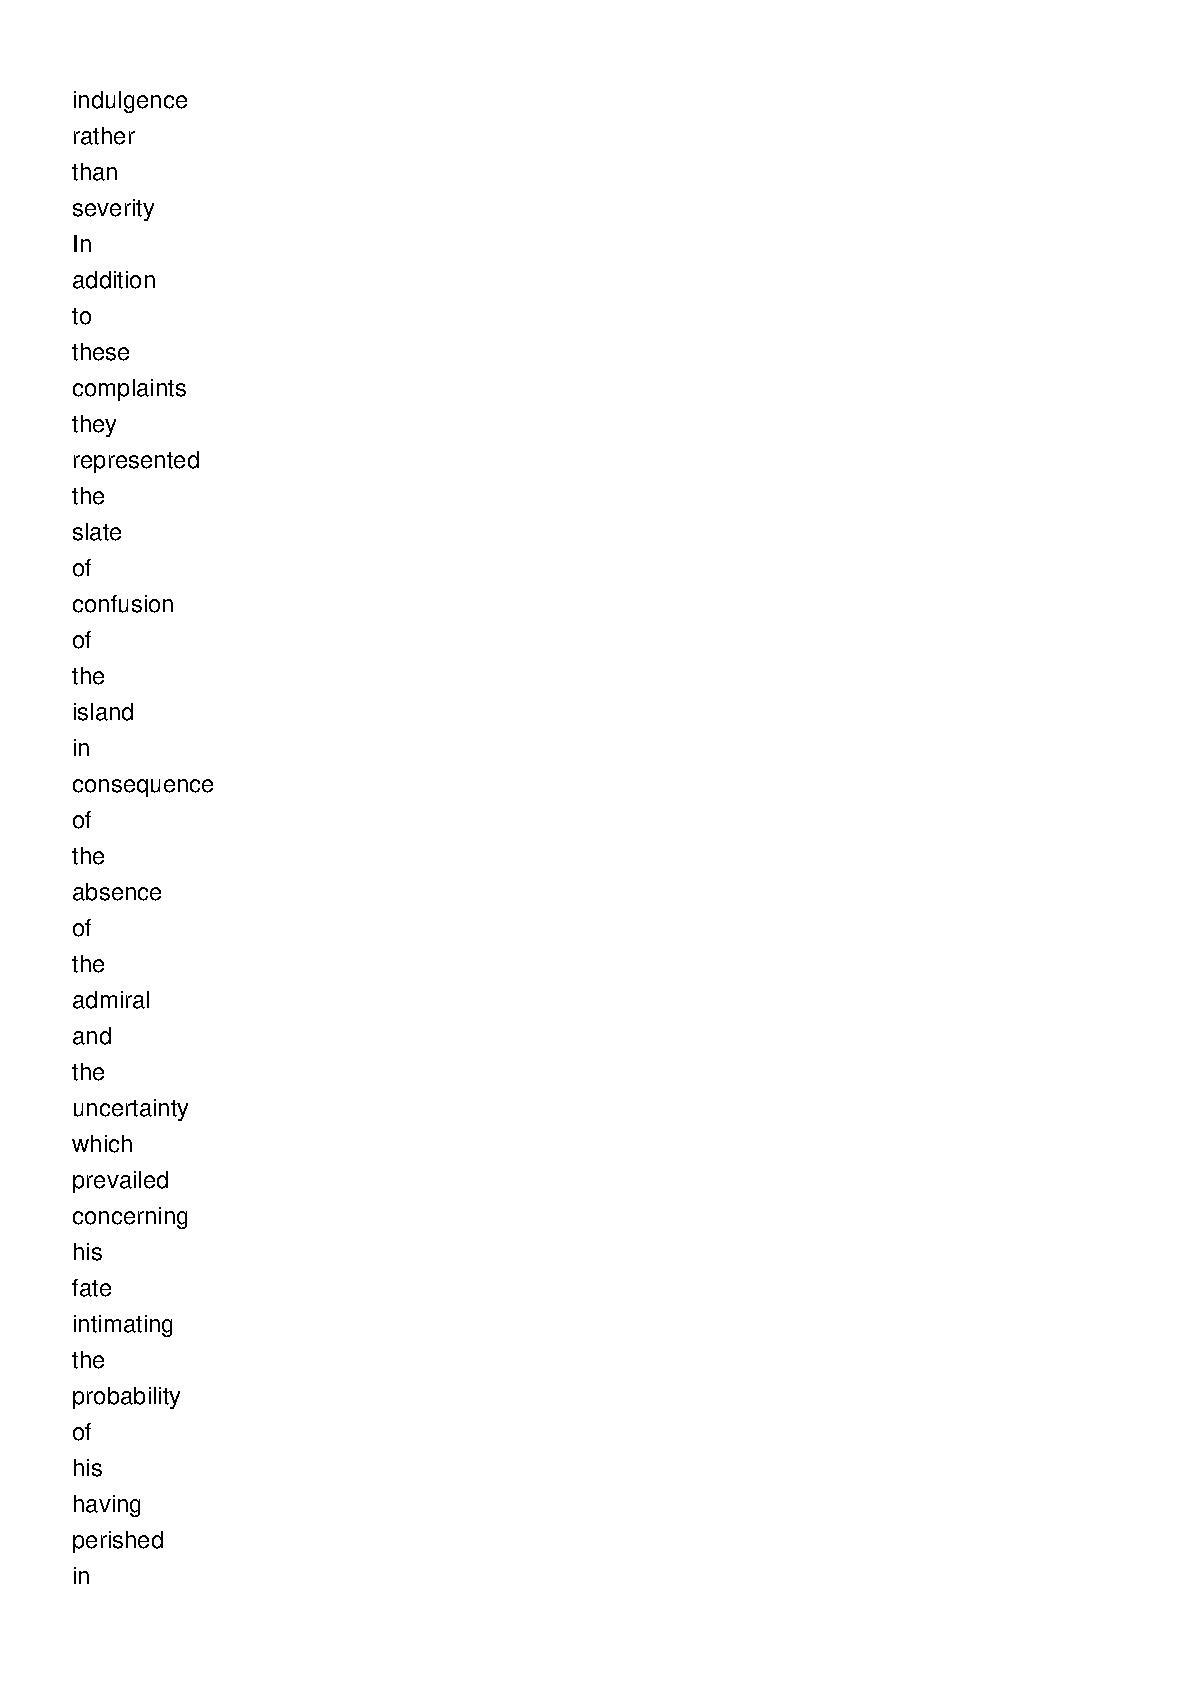 indulgence
rather
than
severity
In
addition
to
these
complaints
they
represented
the
slate
of
confusion
of
the
island
in
consequence
of
the
absence
of
the
admiral
and
the
uncertainty
which
prevailed
concerning
his
fate
intimating
the
probability
of
his
having
perished
in